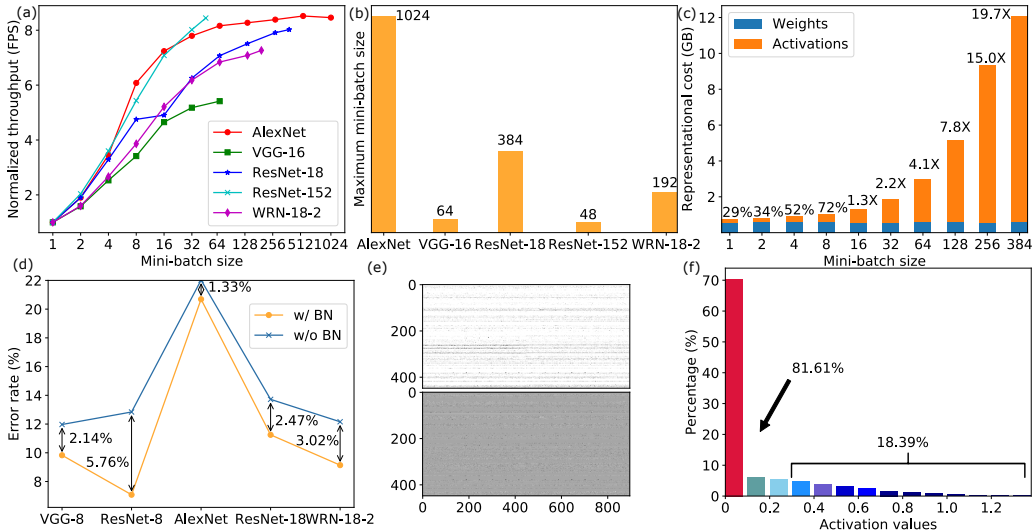 (a)
Normalized throughput (FPS)
8
6
4
2
AlexNet
VGG-16
ResNet-18
ResNet-152
WRN-18-2
1 2 4 8 16 32 64 128 256 512 1024
Mini-batch size
(b)
Maximum mini-batch size
1024
64
384
48
192
AlexNet VGG-16 ResNet-18 ResNet-152 WRN-18-2
(c)
Representational cost (GB)
12
10
8
6
4
2
0
Weights
Activations
29% 34% 52% 72% 1.3X 2.2X 4.1X 7.8X 15.0X 19.7X
1 2 4 8 16 32 64 128 256 384
Mini-batch size
(d)
Error rate (%)
22
20
18
16
14
12
10
8
w/ BN
w/o BN
2.14%
5.76%
1.33%
2.47%
3.02%
VGG-8 ResNet-8 AlexNet ResNet-18 WRN-18-2
(e)
0
200
400
0
200
400
0 200 400 600 800
(f)
Percentage (%)
80
70
60
50
40
30
20
10
0
81.61%
18.39%
0.0 0.2 0.4 0.6 0.8 1.0 1.2
Activation values